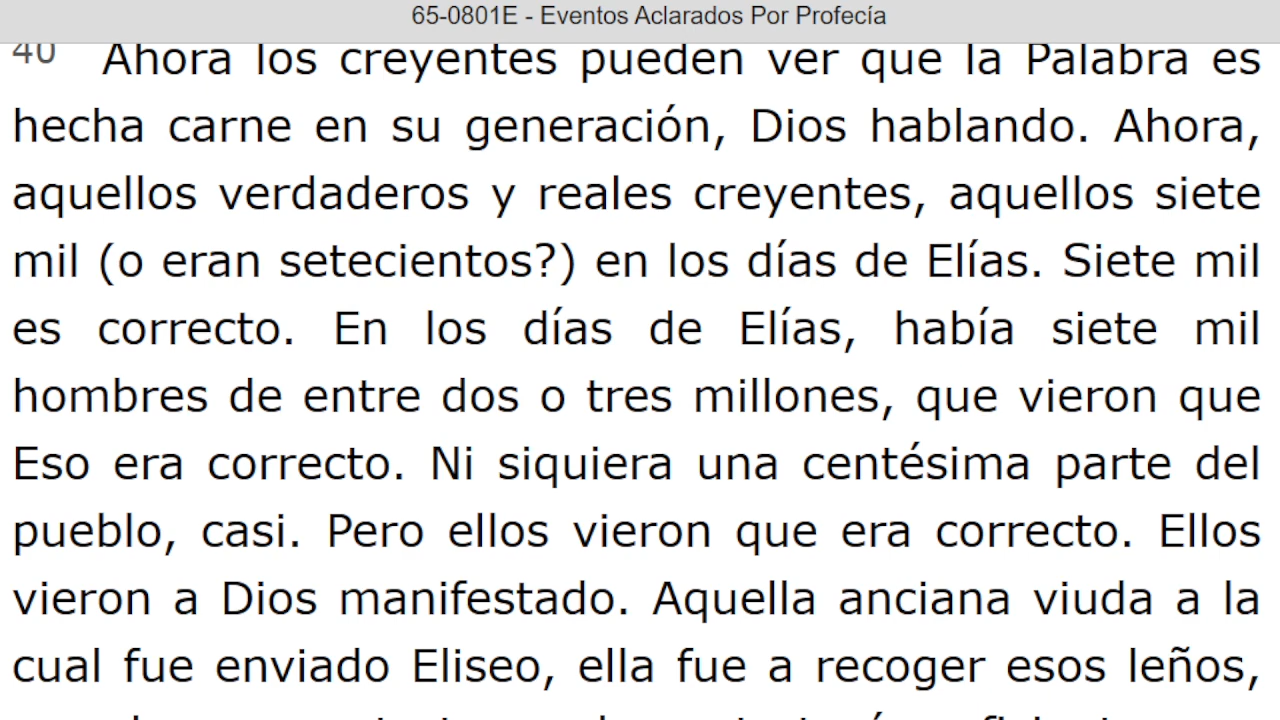 65-0801E - Eventos Aclarados Por Profecía
40 Ahora los creyentes pueden ver que la Palabra es
hecha carne en su generación, Dios hablando. Ahora,
aquellos verdaderos y reales creyentes, aquellos siete
mil (o eran setecientos?) en los días de Elías. Siete mil
es correcto. En los días de Elías, había siete mil
hombres de entre dos o tres millones, que vieron que
Eso era correcto. Ni siquiera una centésima parte del
pueblo, casi. Pero ellos vieron que era correcto. Ellos
vieron a Dios manifestado. Aquella anciana viuda a la
cual fue enviado Eliseo, ella fue a recoger esos leños,